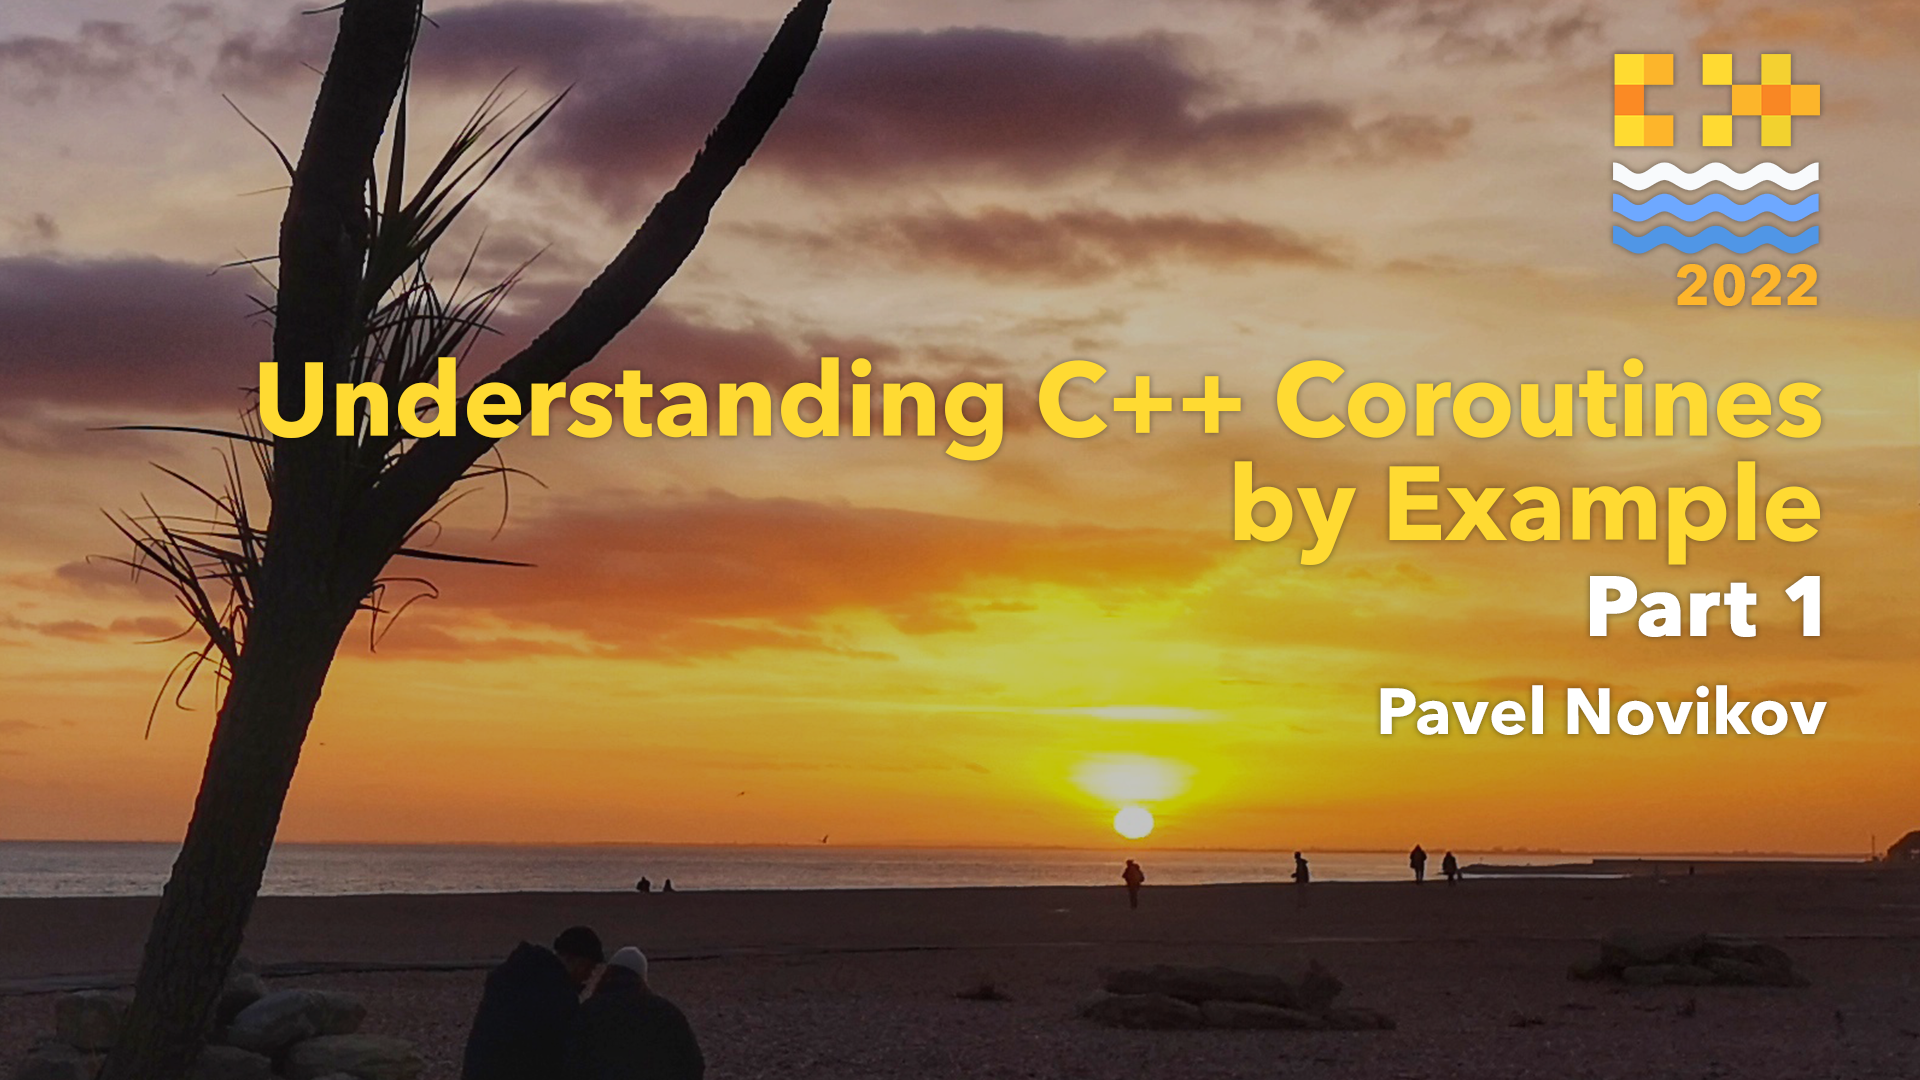 C++
2022
Understanding C++ Coroutines
by Example
Part 1
Pavel Novikov